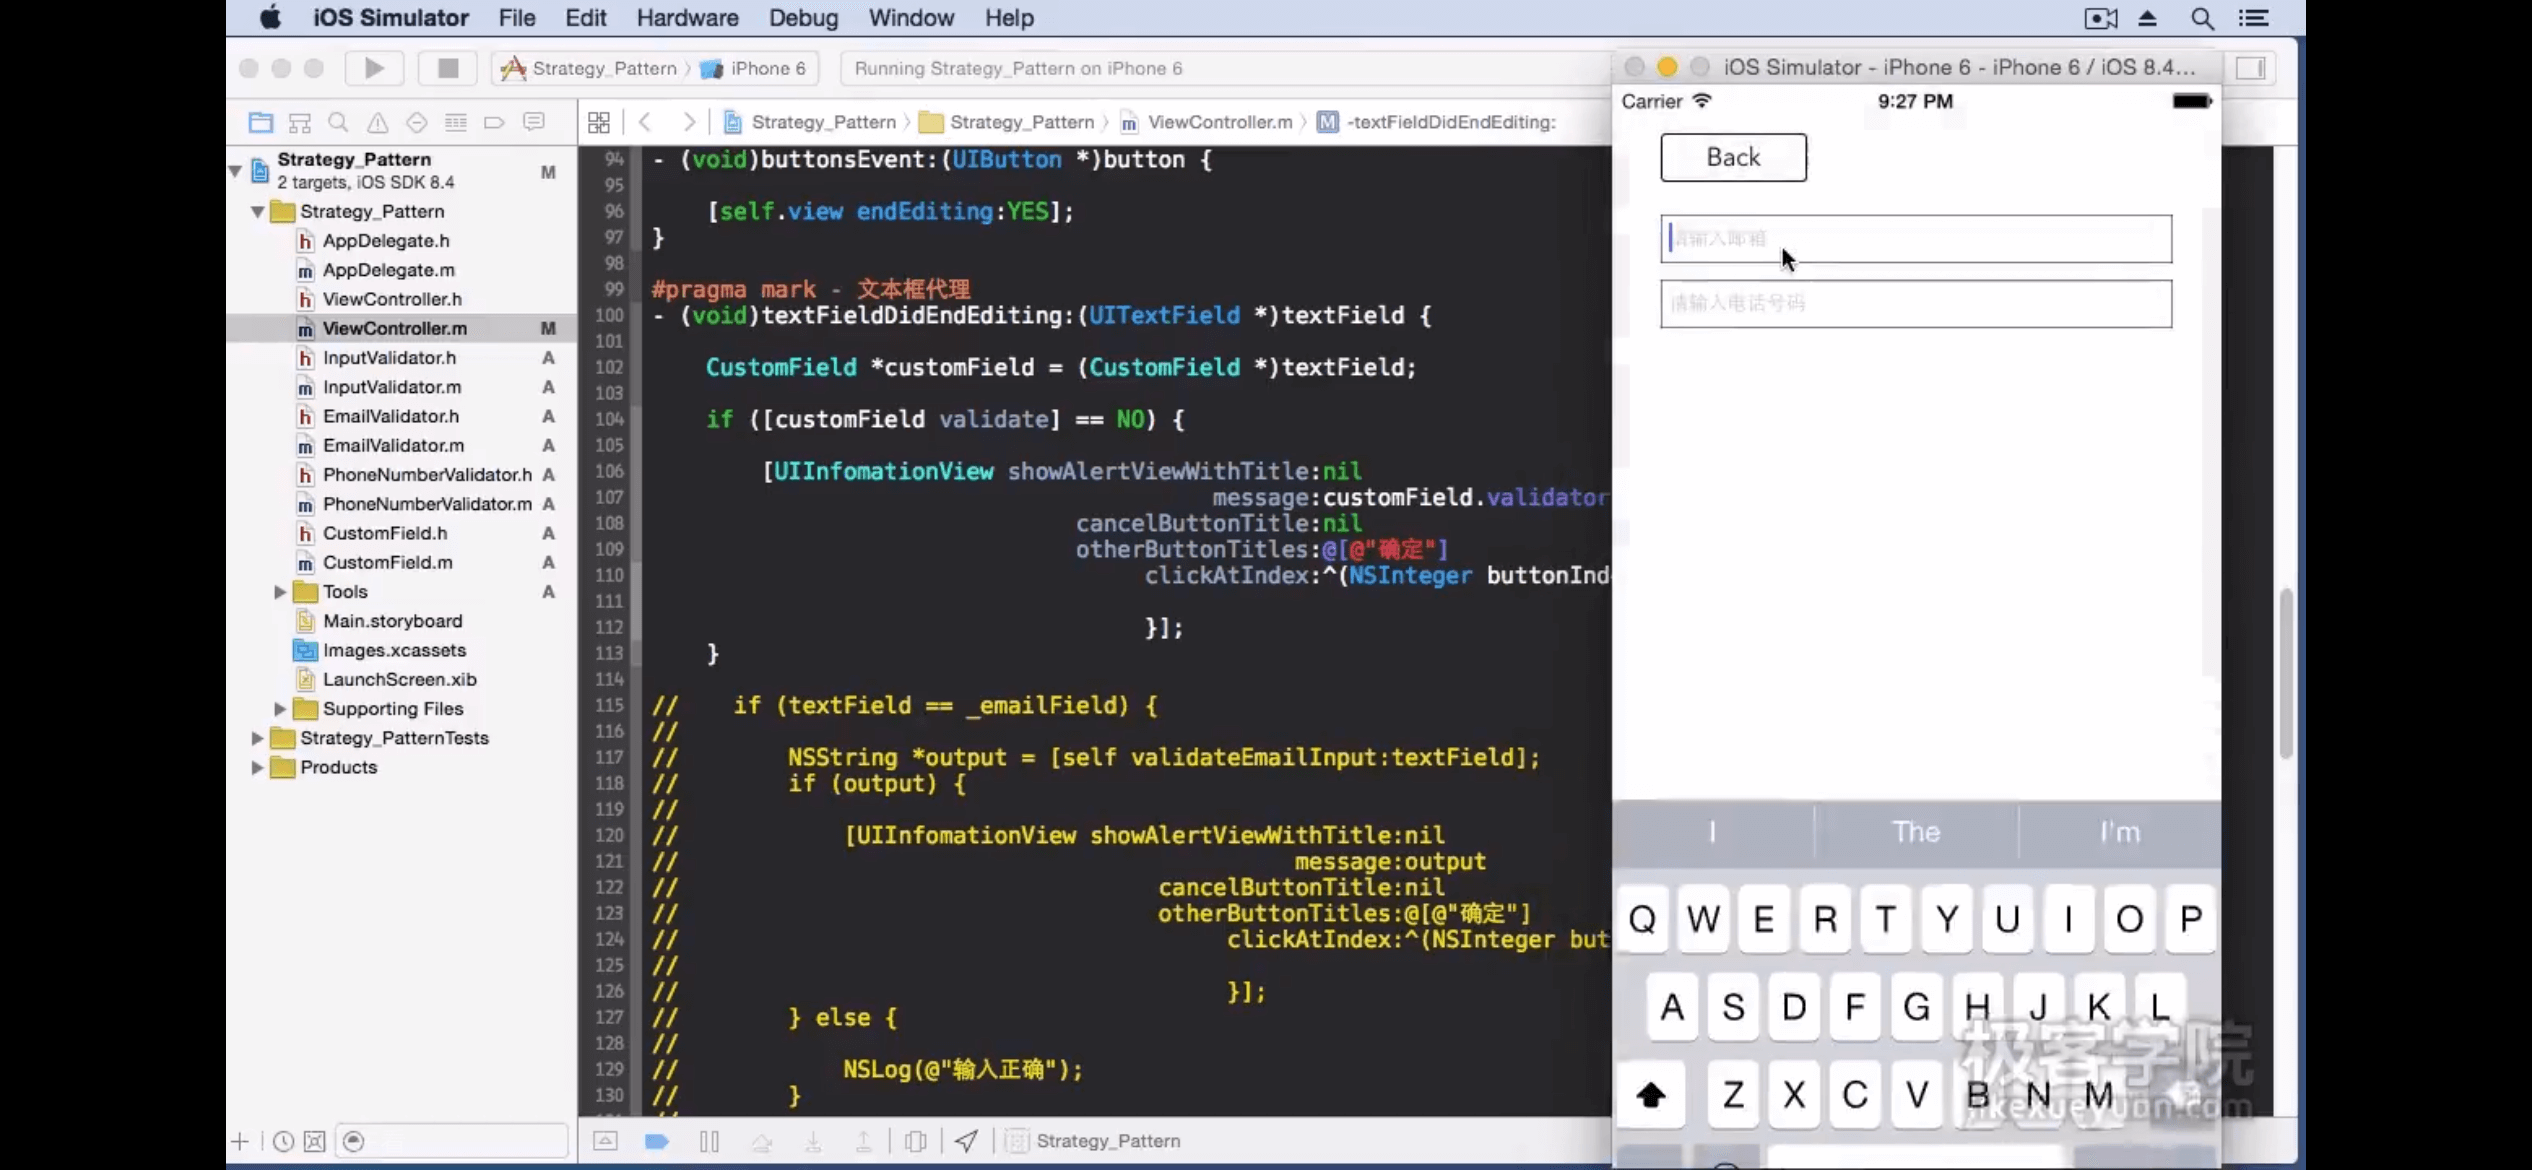 iOS Simulator File Edit Hardware Debug Window Help
Strategy_Pattern iPhone 6
Running Strategy_Pattern on iPhone 6
Strategy_Pattern Strategy_Pattern ViewController.m M -textFieldDidEndEditing:
Strategy_Pattern
2 targets, iOS SDK 8.4 M
Strategy_Pattern
h AppDelegate.h
m AppDelegate.m
h ViewController.h
m ViewController.m M
h InputValidator.h A
m InputValidator.m A
h EmailValidator.h A
m EmailValidator.m A
h PhoneNumberValidator.h A
m PhoneNumberValidator.m A
h CustomField.h A
m CustomField.m A
Tools A
Main.storyboard
Images.xcassets
LaunchScreen.xib
Supporting Files
Strategy_PatternTests
Products
94 - (void)buttonsEvent:(UIButton *)button {
95
96 [self.view endEditing:YES];
97 }
98
99 #pragma mark - 文本框代理
100 - (void)textFieldDidEndEditing:(UITextField *)textField {
101
102 CustomField *customField = (CustomField *)textField;
103
104 if ([customField validate] == NO) {
105
106 [UIInfomationView showAlertViewWithTitle:nil
107 message:customField.validator
108 cancelButtonTitle:nil
109 otherButtonTitles:@[@"确定"]
110 clickAtIndex:^(NSInteger buttonInd
111
112 }];
113 }
114
115 // if (textField == _emailField) {
116 //
117 // NSString *output = [self validateEmailInput:textField];
118 // if (output) {
119 //
120 // [UIInfomationView showAlertViewWithTitle:nil
121 // message:output
122 // cancelButtonTitle:nil
123 // otherButtonTitles:@[@"确定"]
124 // clickAtIndex:^(NSInteger but
125 //
126 // }];
127 // } else {
128 //
129 // NSLog(@"输入正确");
130 // }
Strategy_Pattern
iOS Simulator - iPhone 6 - iPhone 6 / iOS 8.4...
Carrier 9:27 PM
Back
请输入邮箱
请输入电话号码
I The I'm
Q W E R T Y U I O P
A S D F G H J K L
Z X C V B N M
极客学院
jikexueyuan.com